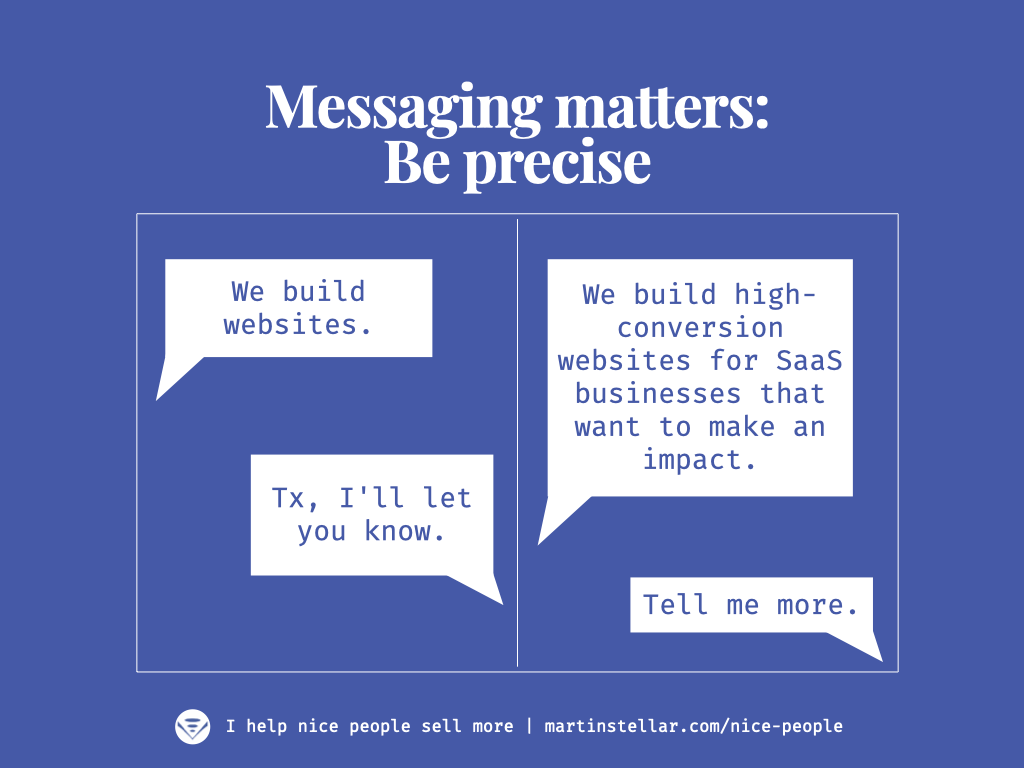 Messaging matters:
Be precise
We build
websites.
Tx, I'll let
you know.
We build high-
conversion
websites for SaaS
businesses that
want to make an
impact.
Tell me more.
I help nice people sell more | martinstellar.com/nice-people